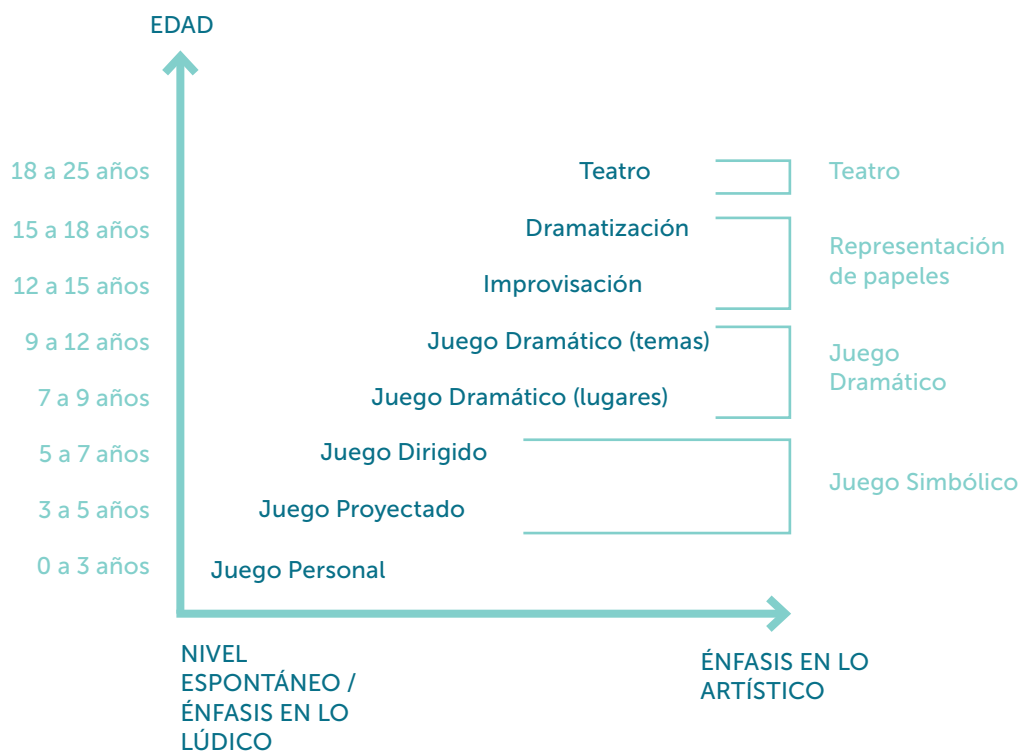 EDAD
18 a 25 años
Teatro
Teatro
15 a 18 años
Dramatización
Representación
de papeles
12 a 15 años
Improvisación
9 a 12 años
Juego Dramático (temas)
Juego
Dramático
7 a 9 años
Juego Dramático (lugares)
5 a 7 años
Juego Dirigido
Juego Simbólico
3 a 5 años
Juego Proyectado
0 a 3 años
Juego Personal
NIVEL
ESPONTÁNEO /
ÉNFASIS EN LO
LÚDICO
ÉNFASIS EN LO
ARTÍSTICO